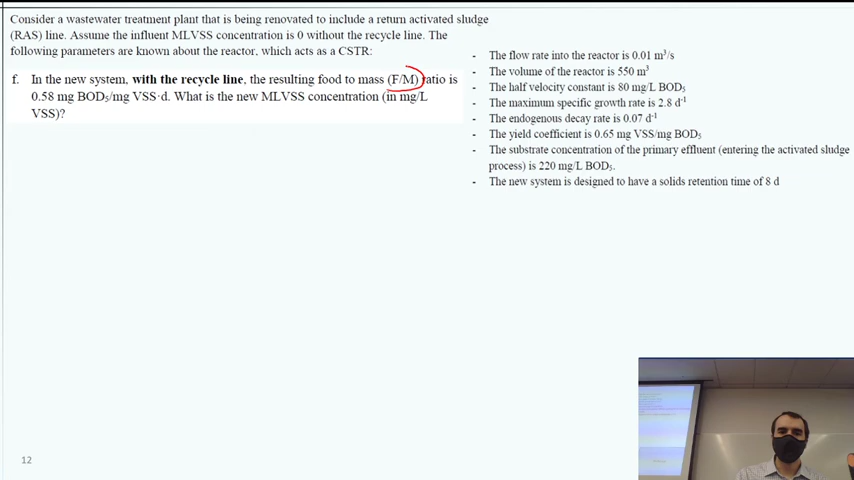 Consider a wastewater treatment plant that is being renovated to include a return activated sludge
(RAS) line. Assume the influent MLVSS concentration is 0 without the recycle line. The
following parameters are known about the reactor, which acts as a CSTR:
f. In the new system, with the recycle line, the resulting food to mass (F/M) ratio is
0.58 mg BOD₅/mg VSS·d. What is the new MLVSS concentration (in mg/L
VSS)?
- The flow rate into the reactor is 0.01 m³/s
- The volume of the reactor is 550 m³
- The half velocity constant is 80 mg/L BOD₅
- The maximum specific growth rate is 2.8 d⁻¹
- The endogenous decay rate is 0.07 d⁻¹
- The yield coefficient is 0.65 mg VSS/mg BOD₅
- The substrate concentration of the primary effluent (entering the activated sludge
process) is 220 mg/L BOD₅.
- The new system is designed to have a solids retention time of 8 d
12